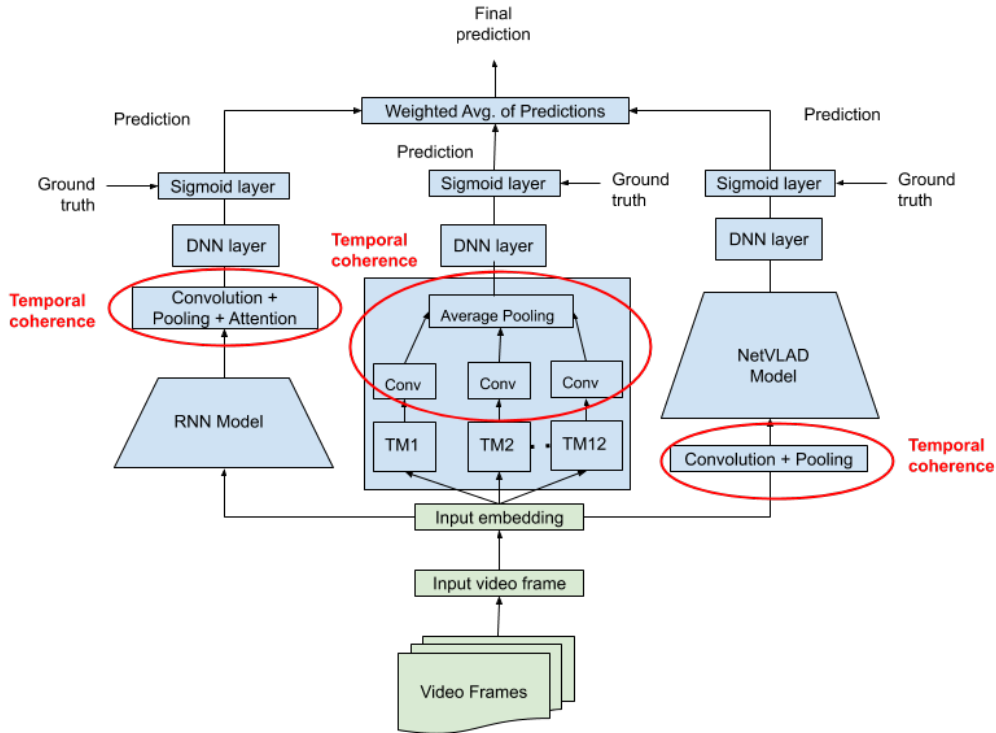 Final
prediction
Weighted Avg. of Predictions
Prediction
Prediction
Prediction
Ground
truth
Sigmoid layer
Sigmoid layer
Ground
truth
Sigmoid layer
Ground
truth
DNN layer
Temporal
coherence
DNN layer
DNN layer
Temporal
coherence
Convolution +
Pooling + Attention
Average Pooling
NetVLAD
Model
Conv
Conv
Conv
RNN Model
TM1
TM2
TM12
Convolution + Pooling
Temporal
coherence
Input embedding
Input video frame
Video Frames